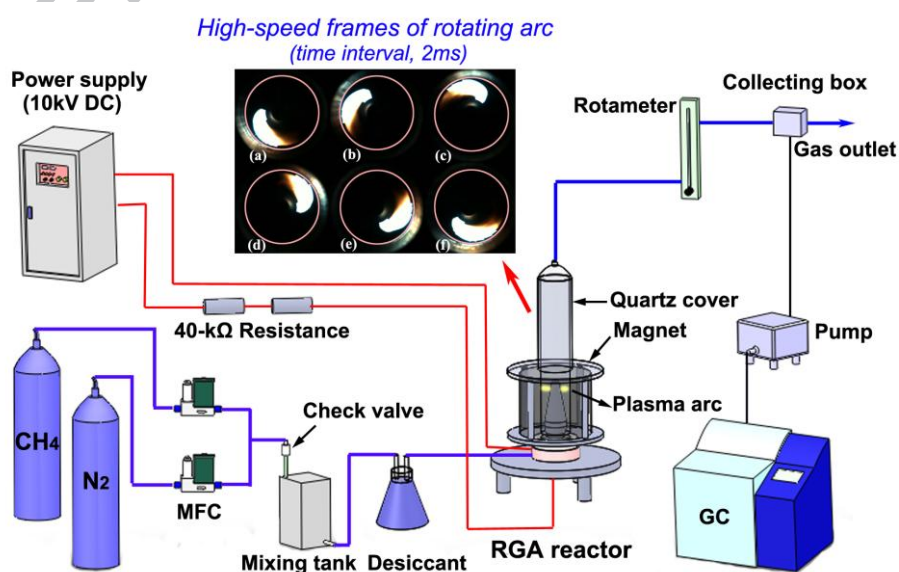 High-speed frames of rotating arc
(time interval, 2ms)
Power supply
(10kV DC)
(a)
(b)
(c)
(d)
(e)
(f)
Rotameter
Collecting box
Gas outlet
Quartz cover
Magnet
Plasma arc
Pump
40-kΩ Resistance
Check valve
CH4
N2
MFC
Mixing tank
Desiccant
RGA reactor
GC